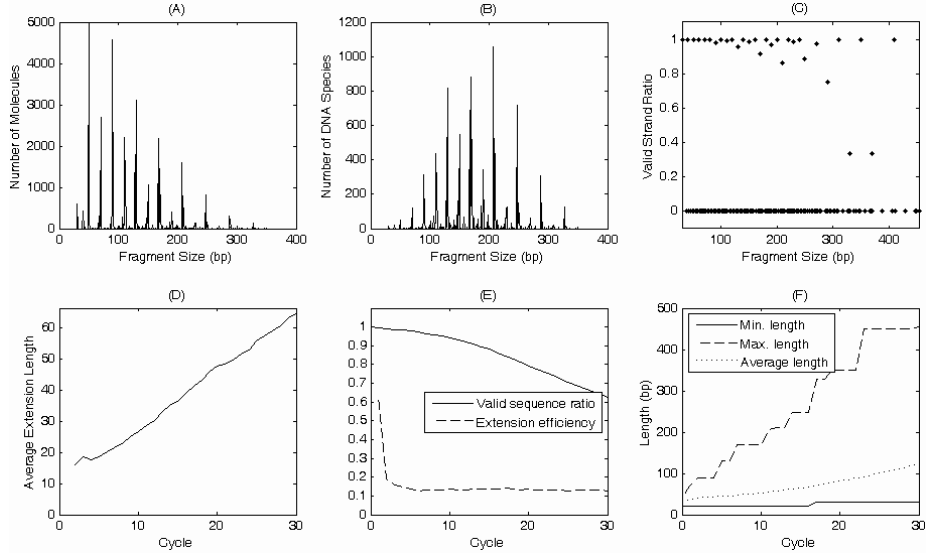 (A)
5000
4000
3000
2000
1000
0
Number of Molecules
0 100 200 300 400
Fragment Size (bp)
(B)
1200
1000
800
600
400
200
0
Number of DNA Species
0 100 200 300 400
Fragment Size (bp)
(C)
1
0.8
0.6
0.4
0.2
0
Valid Strand Ratio
100 200 300 400
Fragment Size (bp)
(D)
60
50
40
30
20
10
0
Average Extension Length
0 10 20 30
Cycle
(E)
1
0.9
0.8
0.7
0.6
0.5
0.4
0.3
0.2
0.1
0
Valid sequence ratio
Extension efficiency
0 10 20 30
Cycle
(F)
500
400
300
200
100
0
Length (bp)
Min. length
Max. length
Average length
0 10 20 30
Cycle